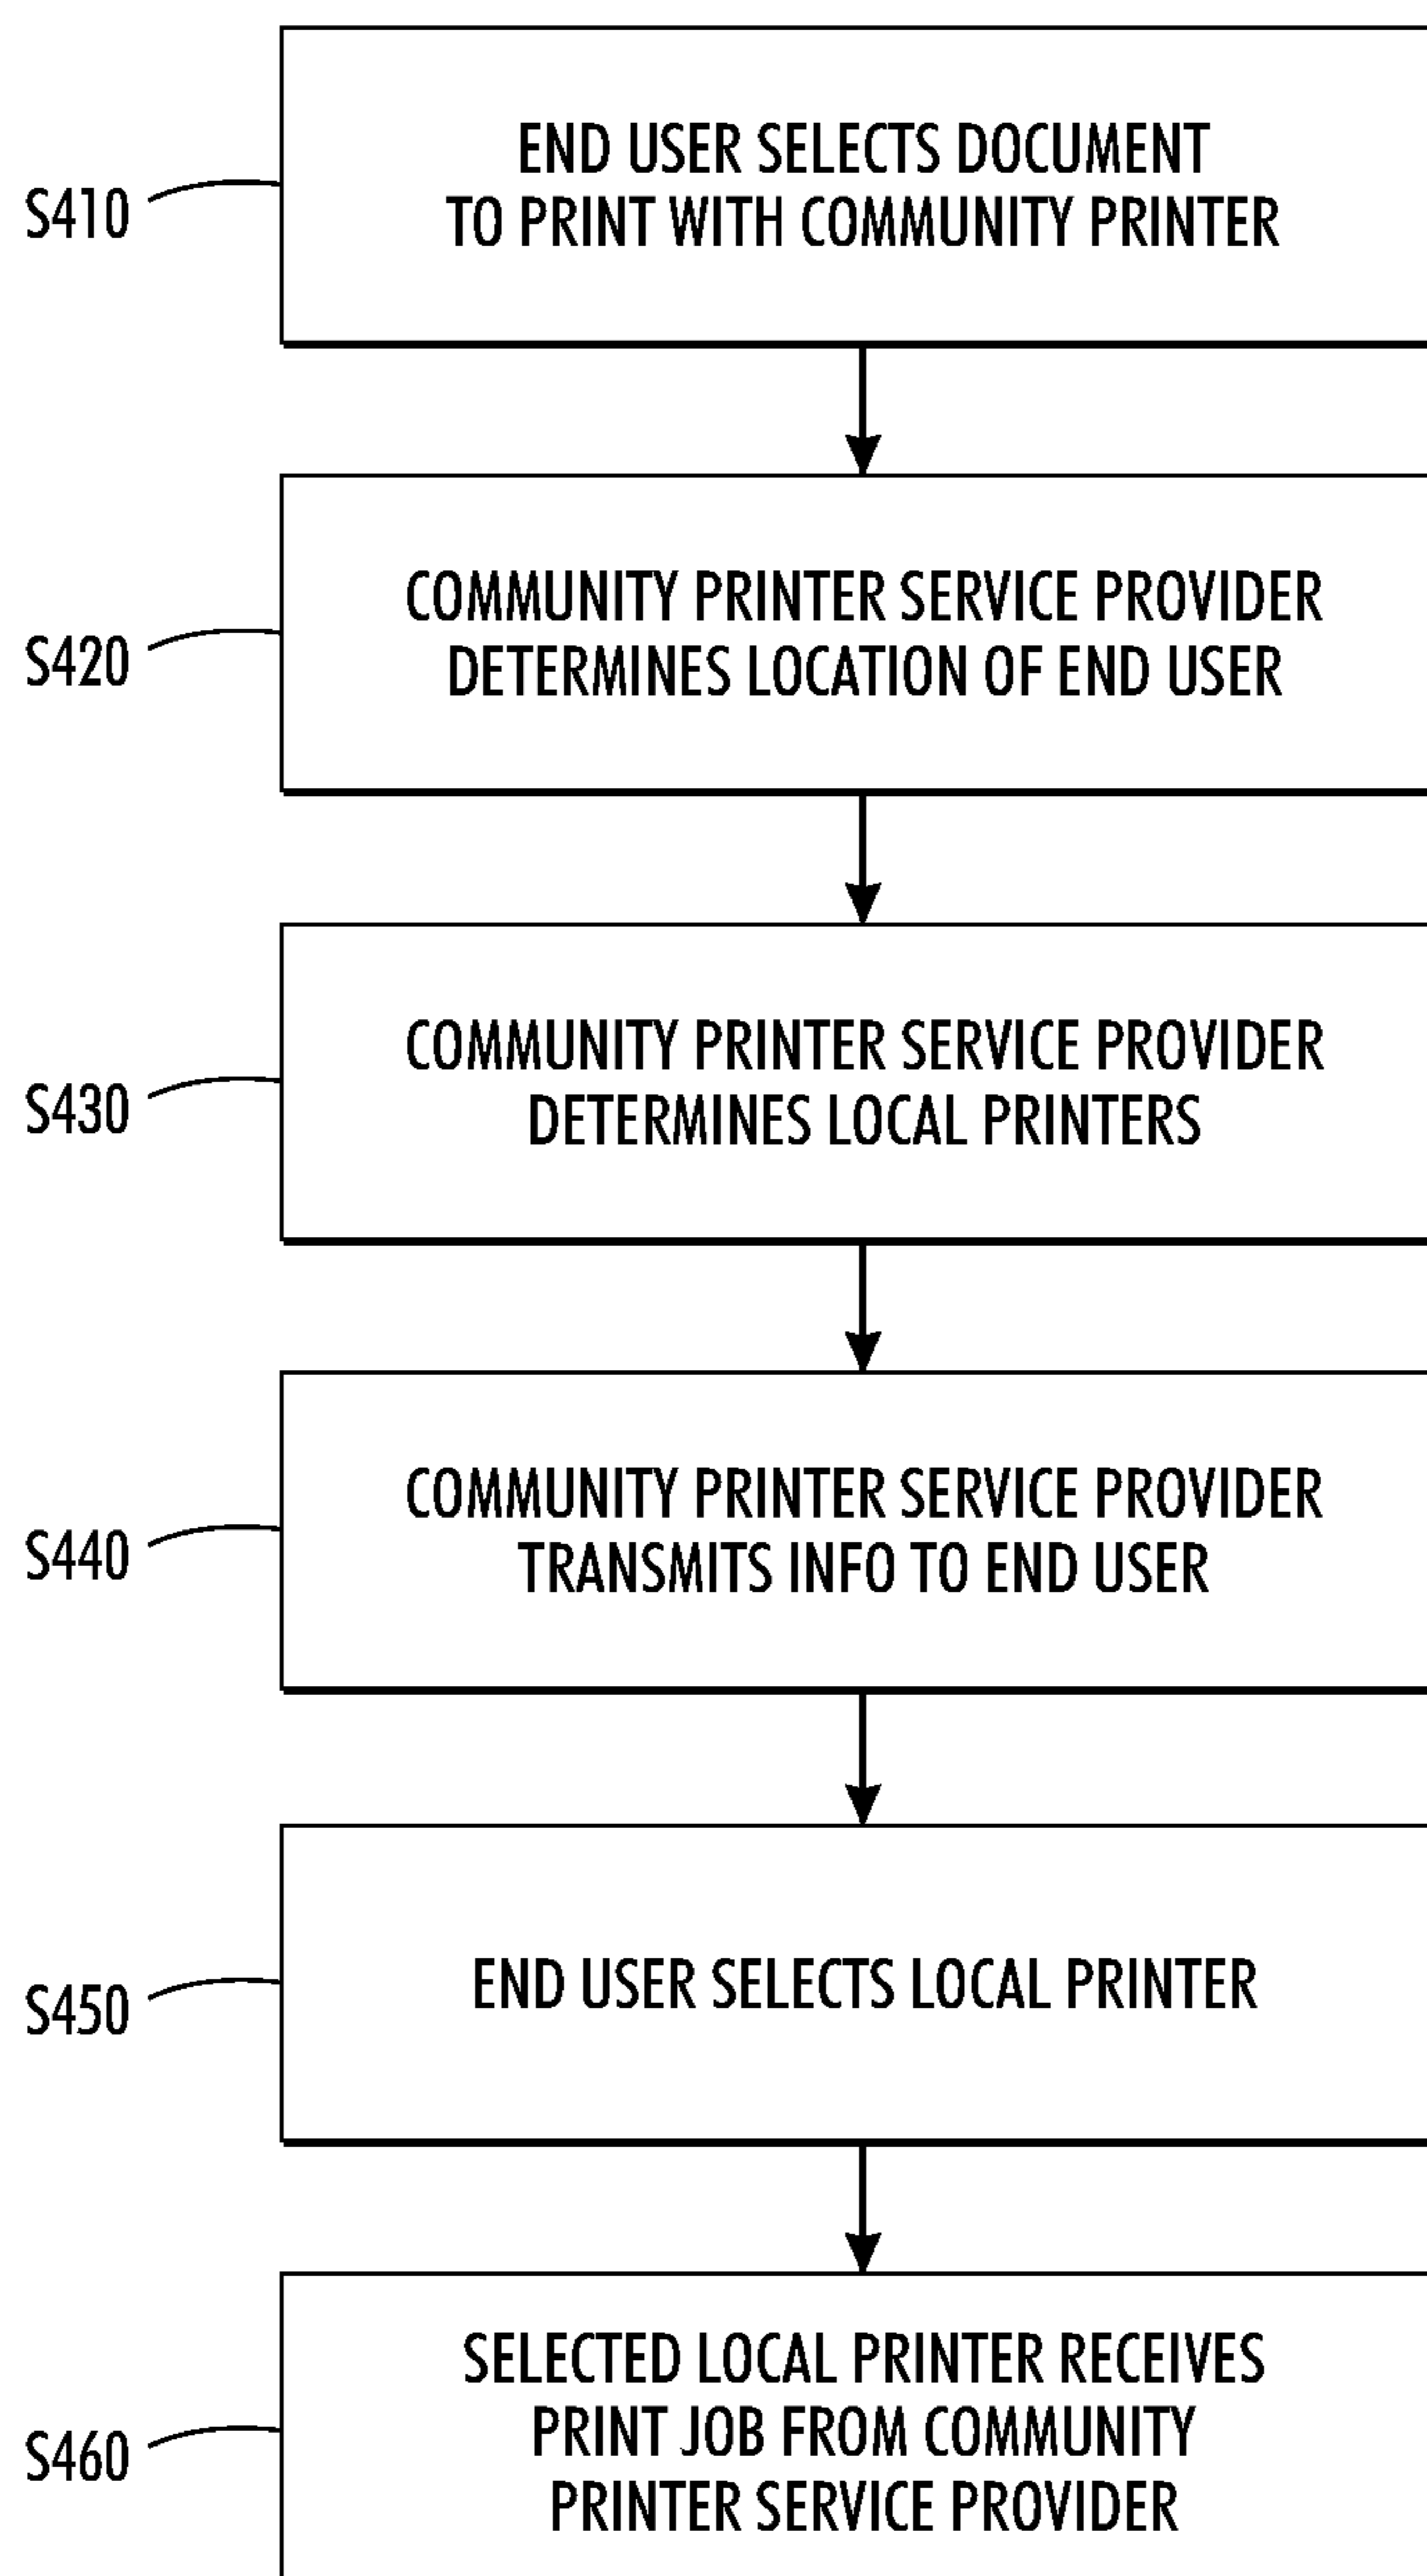 END USER SELECTS DOCUMENT
TO PRINT WITH COMMUNITY PRINTER
S410
COMMUNITY PRINTER SERVICE PROVIDER
DETERMINES LOCATION OF END USER
S420
COMMUNITY PRINTER SERVICE PROVIDER
DETERMINES LOCAL PRINTERS
S430
COMMUNITY PRINTER SERVICE PROVIDER
TRANSMITS INFO TO END USER
S440
END USER SELECTS LOCAL PRINTER
S450
SELECTED LOCAL PRINTER RECEIVES
PRINT JOB FROM COMMUNITY
PRINTER SERVICE PROVIDER
S460